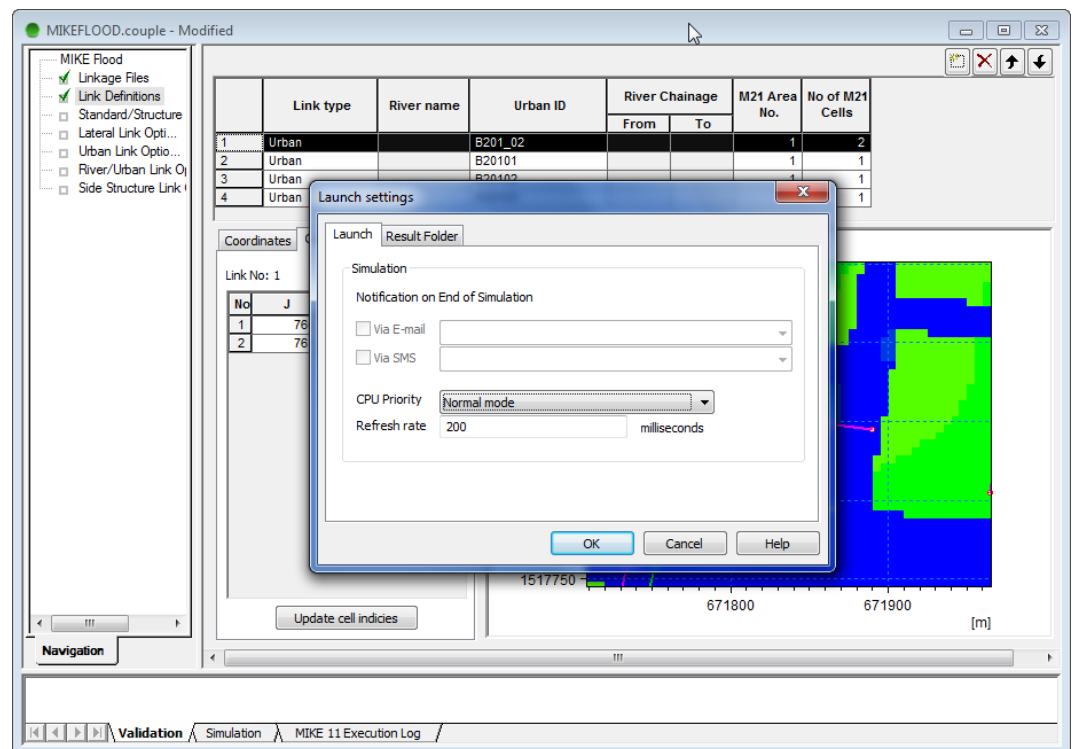 MIKEFLOOD.couple - Modified
MIKE Flood
Linkage Files
Link Definitions
Standard/Structure
Lateral Link Opti...
Urban Link Optio...
River/Urban Link O
Side Structure Link
Link type River name Urban ID River Chainage M21 Area No. No of M21 Cells
From To
1 Urban B201_02 1 2
2 Urban B20101 1 1
3 Urban B20102 1 1
4 Urban 1
Launch settings
Launch Result Folder
Simulation
Notification on End of Simulation
Via E-mail
Via SMS
CPU Priority Normal mode
Refresh rate 200 milliseconds
OK Cancel Help
Coordinates
Link No: 1
No J
1 76
2 76
Update cell indicies
1517750
671800 671900
[m]
Navigation
Validation Simulation MIKE 11 Execution Log